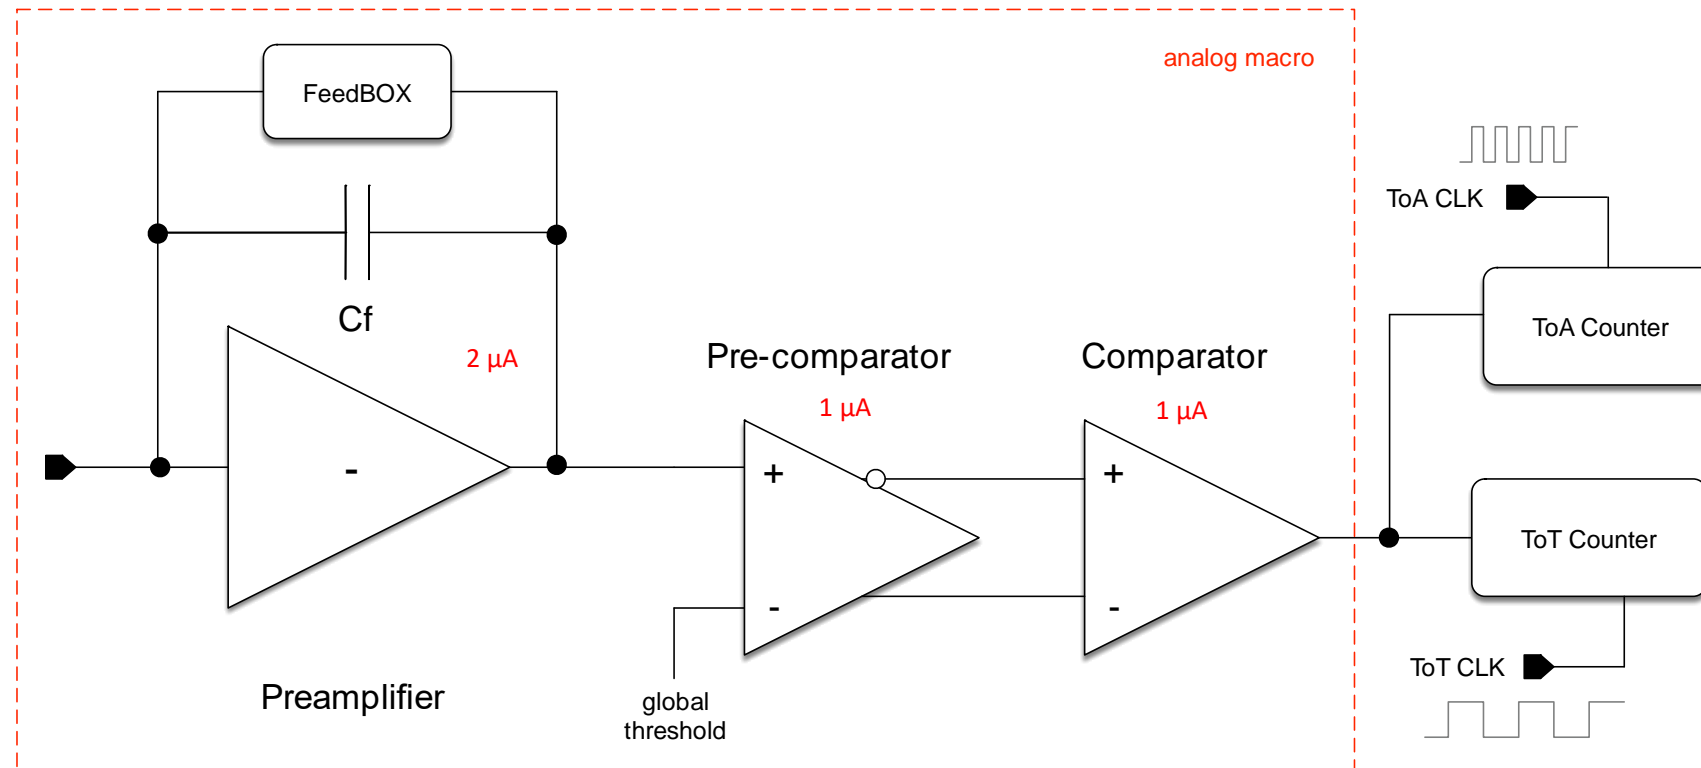 analog macro
FeedBOX
ToA CLK
Cf
ToA Counter
2 µA
Pre-comparator
Comparator
1 µA
1 µA
-
+
+
ToT Counter
-
-
ToT CLK
Preamplifier
global
threshold